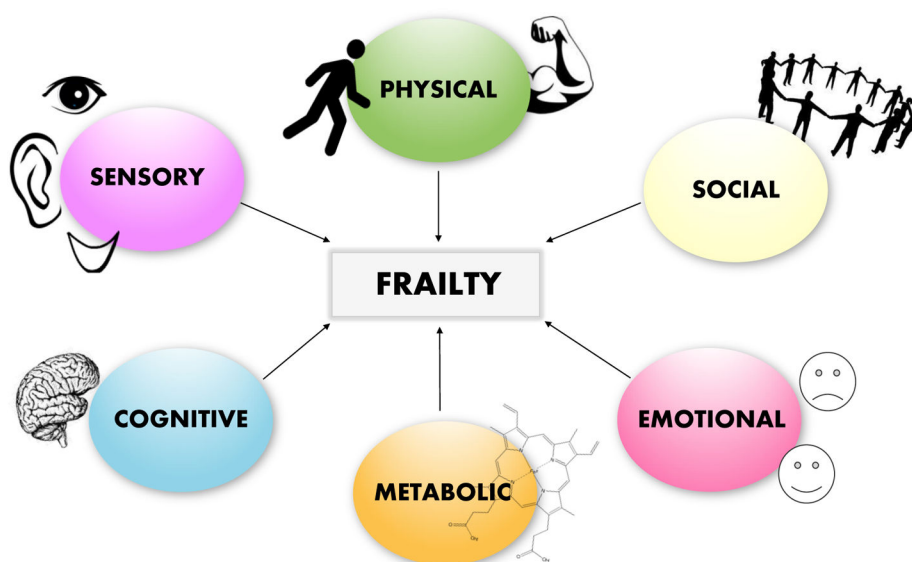 PHYSICAL
SENSORY
SOCIAL
FRAILTY
COGNITIVE
EMOTIONAL
METABOLIC